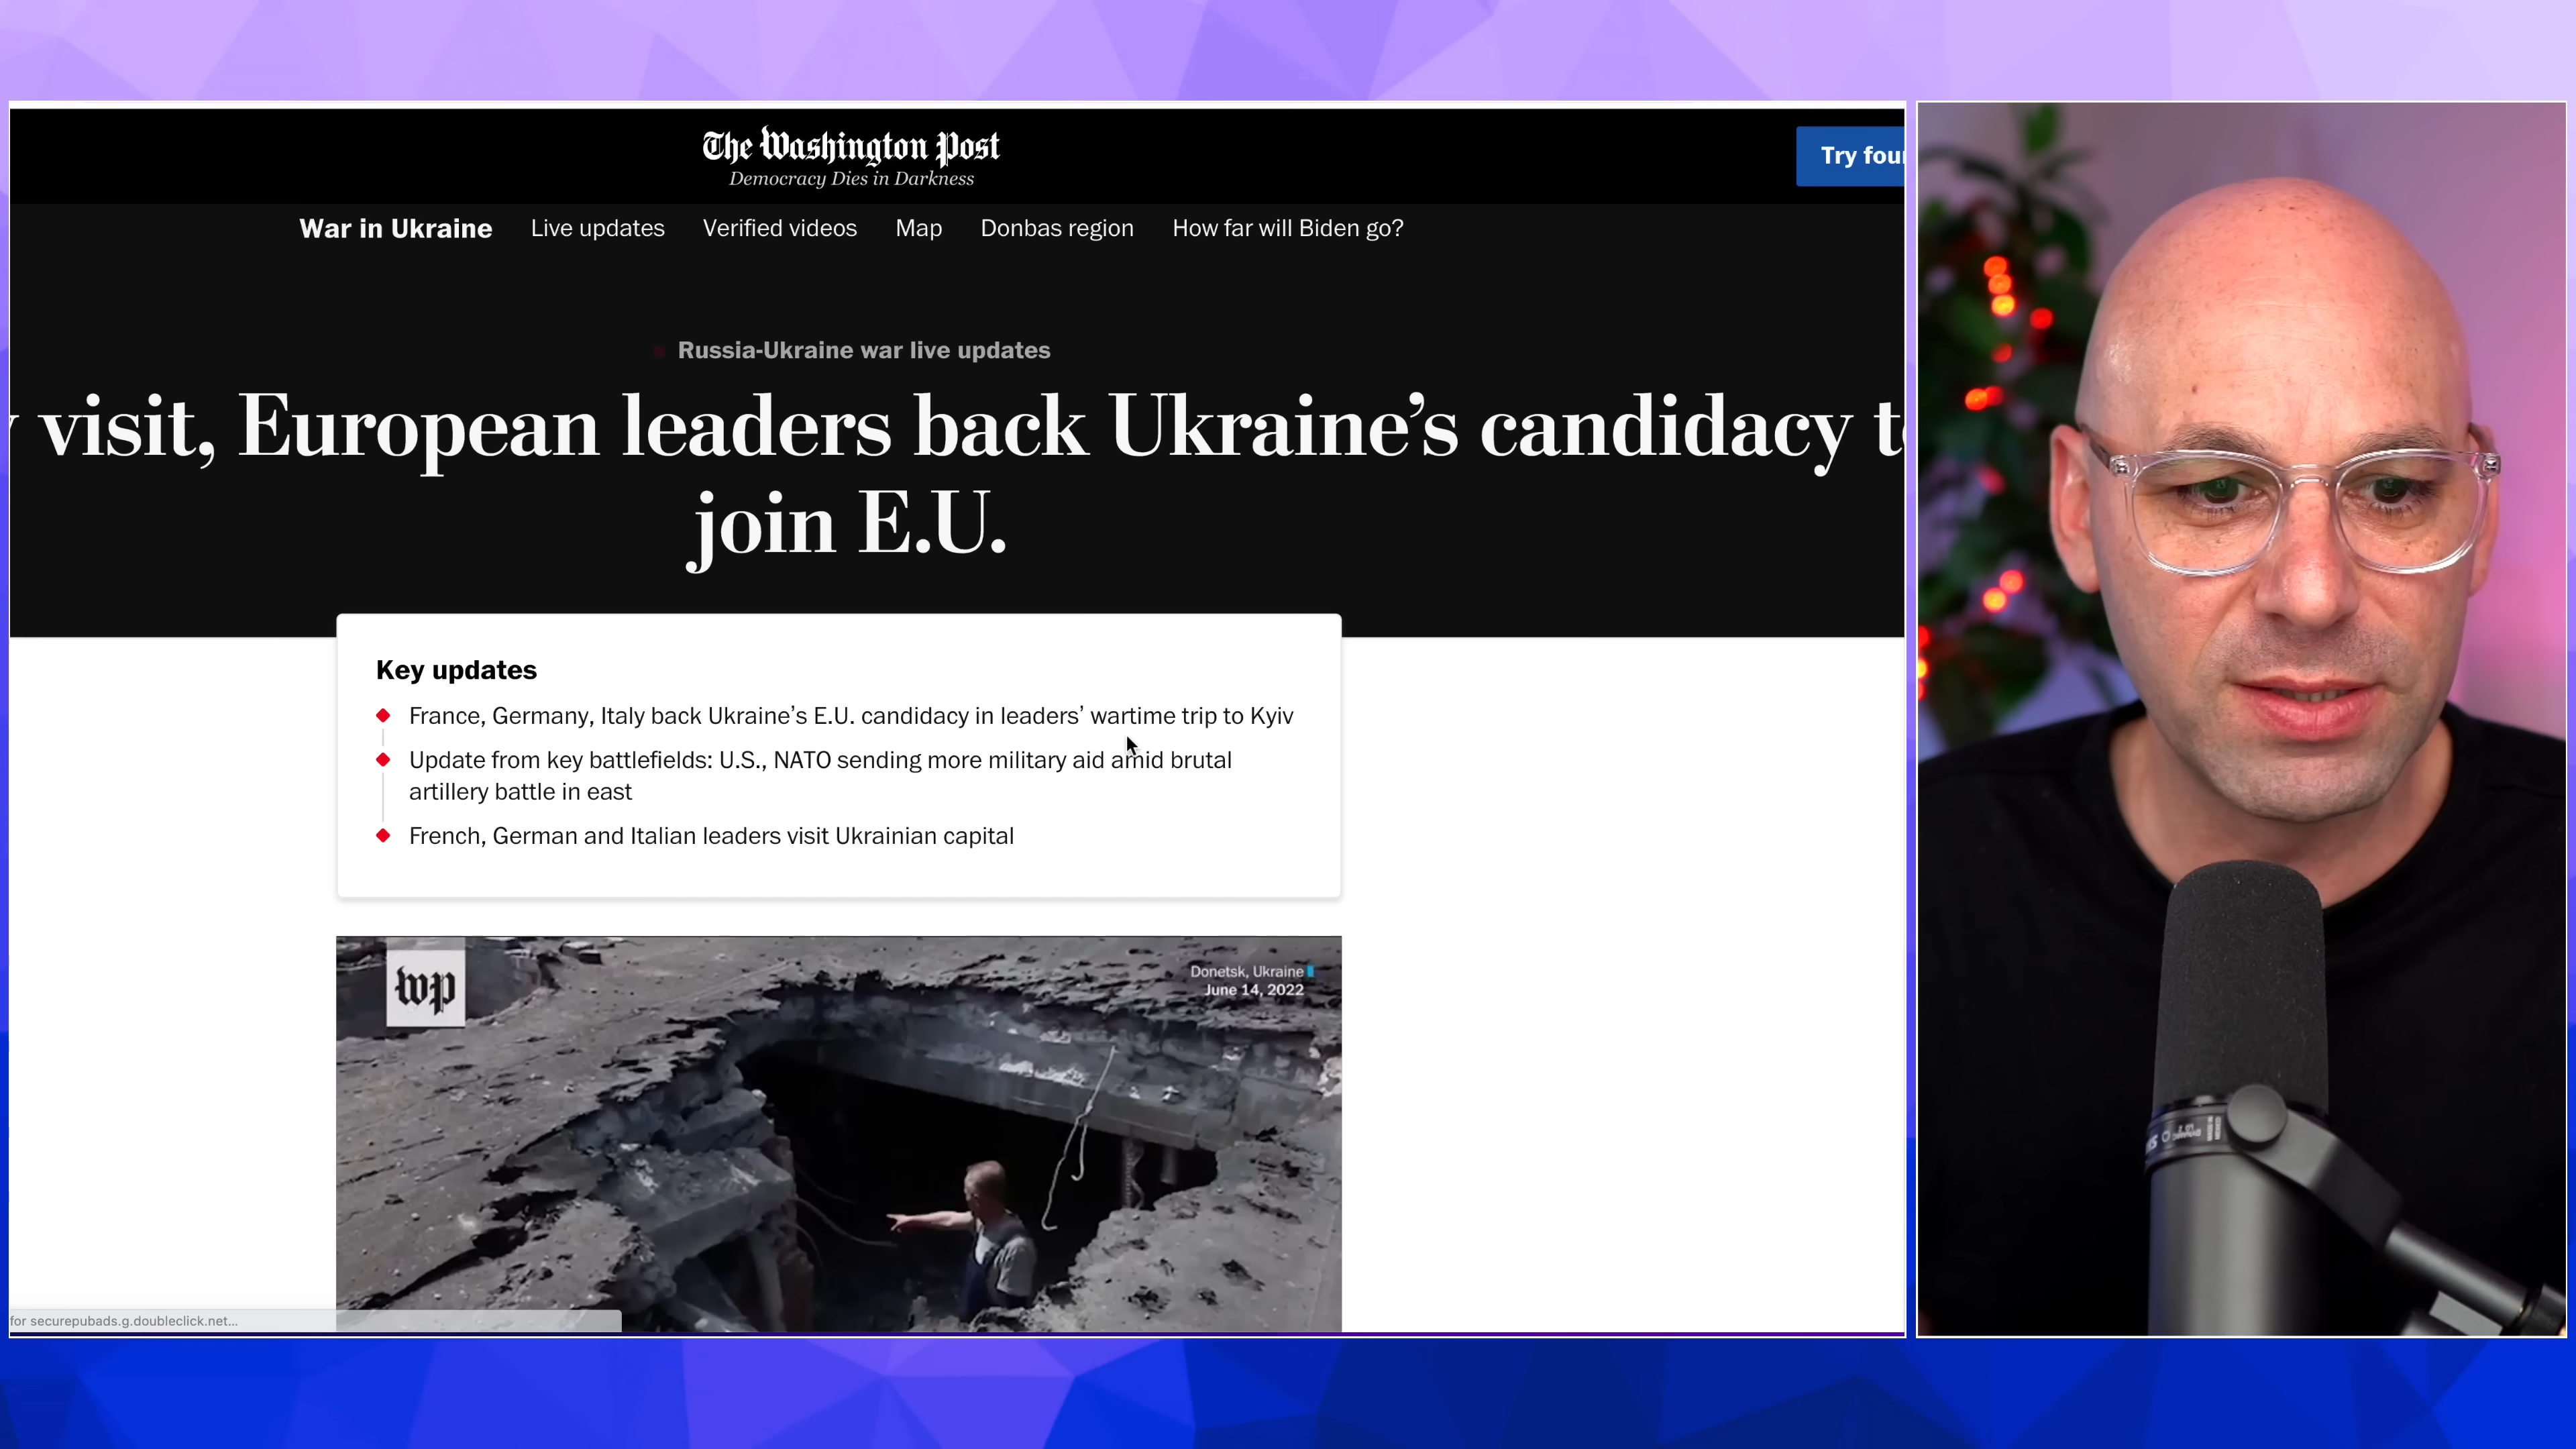 The Washington Post
Democracy Dies in Darkness
Try
War in Ukraine Live updates Verified videos Map Donbas region How far will Biden go?
Russia-Ukraine war live updates
visit, European leaders back Ukraine’s candidacy
join E.U.
Key updates
France, Germany, Italy back Ukraine’s E.U. candidacy in leaders’ wartime trip to Kyiv
Update from key battlefields: U.S., NATO sending more military aid amid brutal
artillery battle in east
French, German and Italian leaders visit Ukrainian capital
wp
Donetsk, Ukraine
June 14, 2022
for securepubads.g.doubleclick.net...